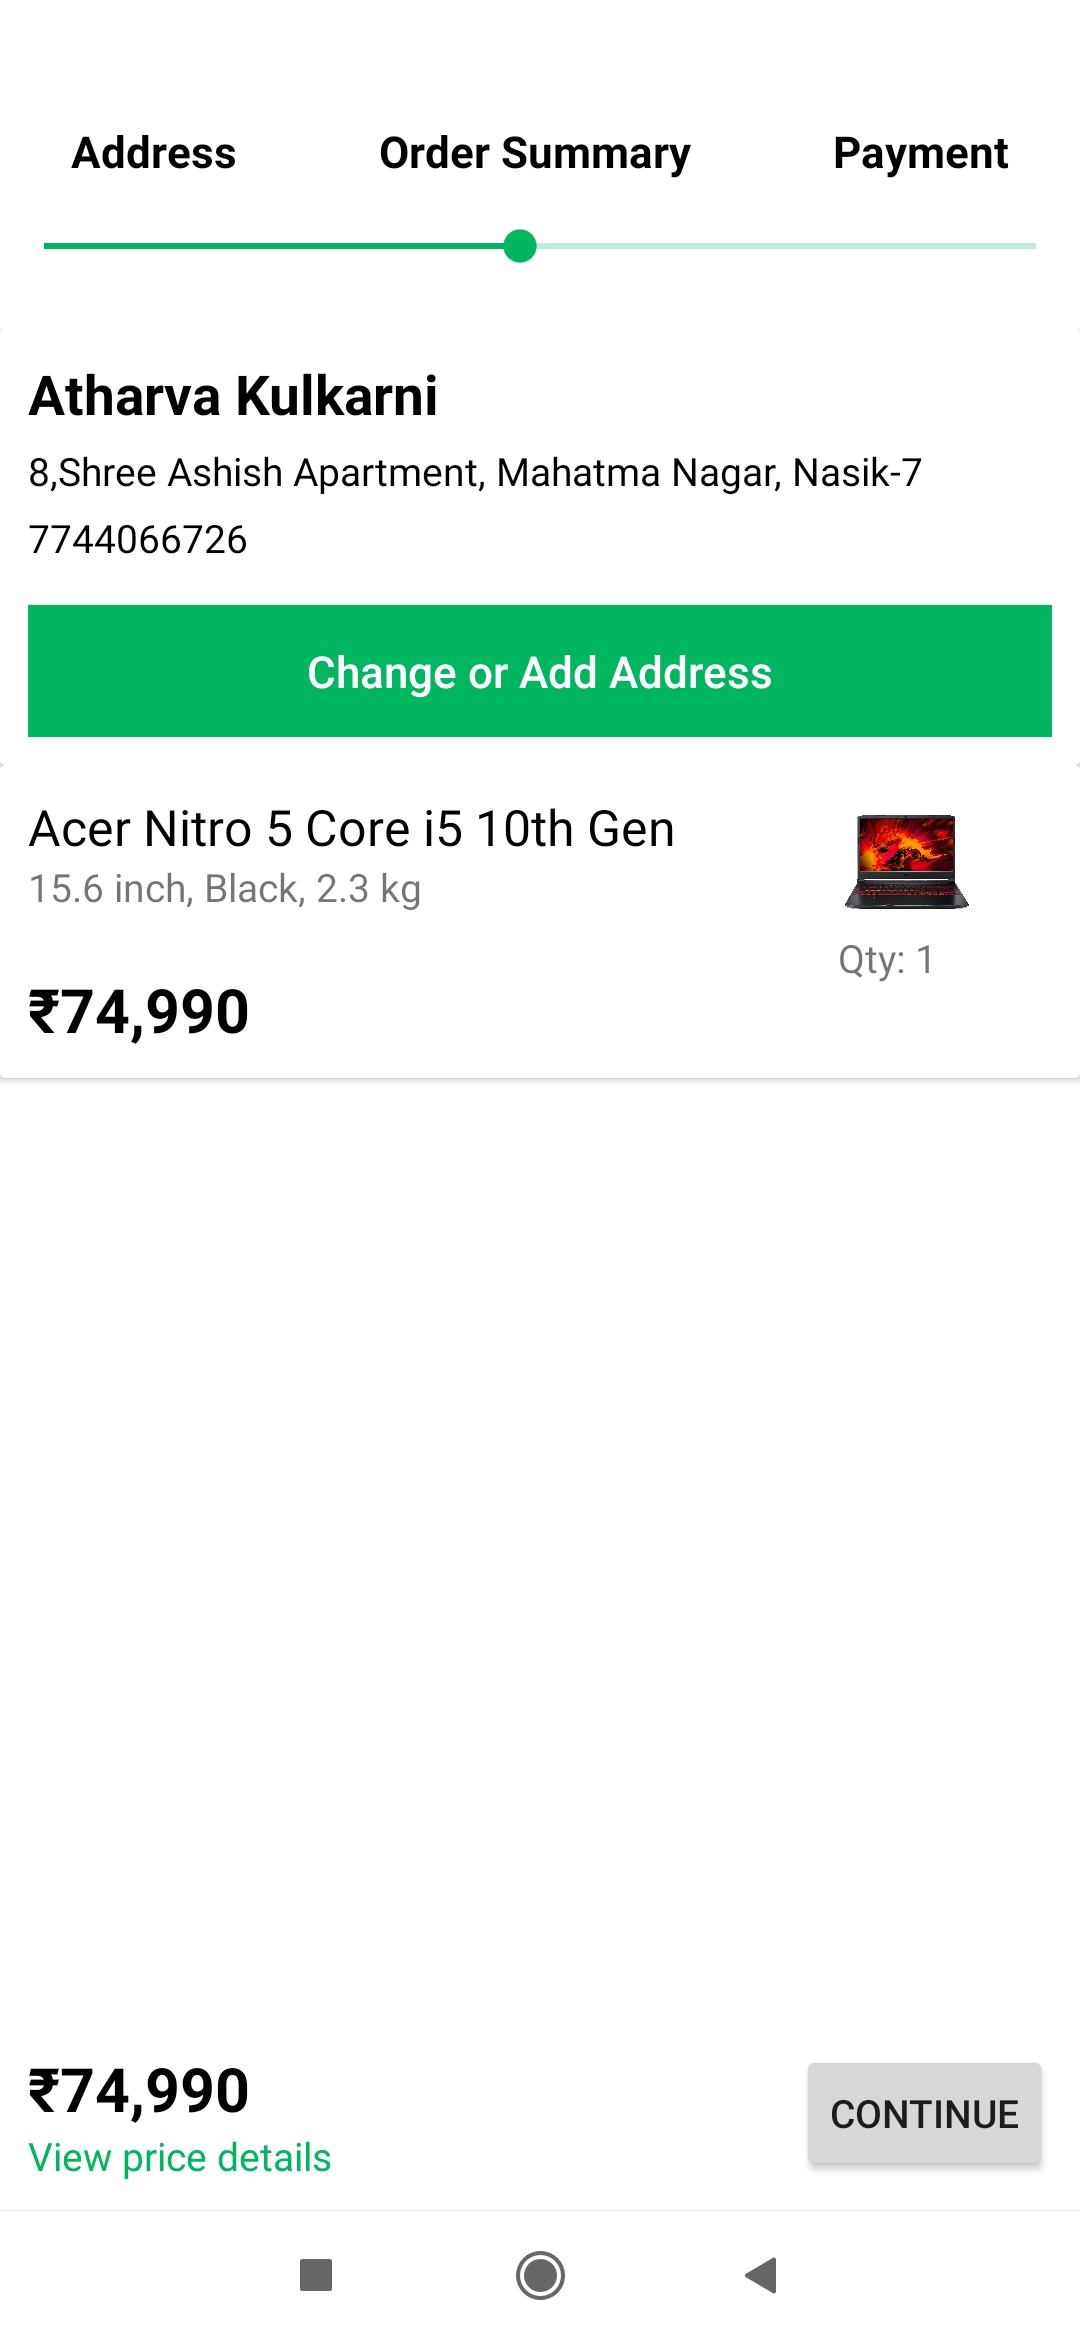 Address Order Summary Payment
Atharva Kulkarni
8,Shree Ashish Apartment, Mahatma Nagar, Nasik-7
7744066726
Change or Add Address
Acer Nitro 5 Core i5 10th Gen
15.6 inch, Black, 2.3 kg
Qty: 1
₹74,990
₹74,990
CONTINUE
View price details